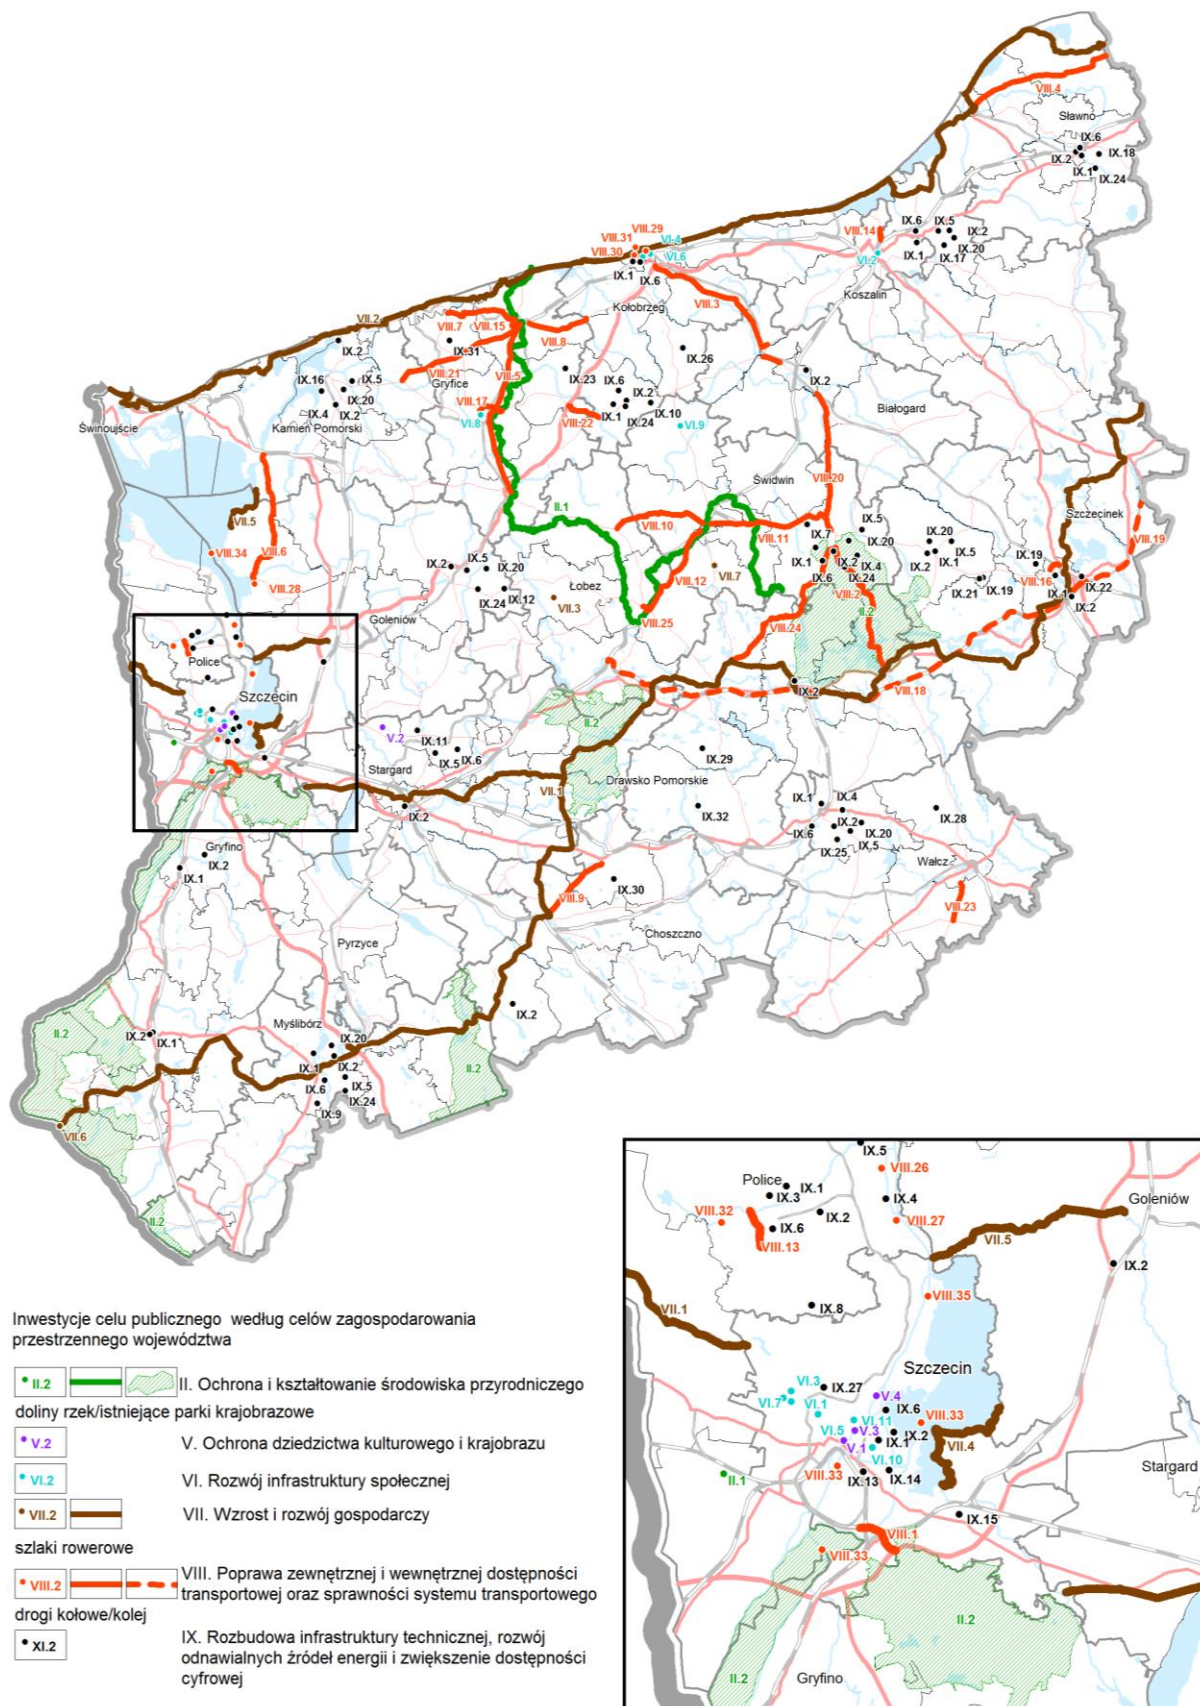 VIII.4
Sławno
IX.6
IX.2
IX.18
IX.1
IX.24
VIII.29
VIII.31
VI.4
VIII.30
VI.6
IX.1
IX.6
VIII.14
IX.6
IX.5
IX.2
IX.20
IX.1
IX.17
VI.2
Koszalin
Kołobrzeg
VIII.3
VII.2
VIII.7
VIII.15
VIII.8
IX.2
IX.31
IX.26
VIII.21
VIII.5
Gryfice
IX.16
IX.5
IX.20
IX.4
IX.2
Kamień Pomorski
IX.23
IX.6
IX.2
IX.10
IX.1
IX.24
VIII.17
VI.8
VIII.22
VI.9
IX.2
Białogard
Świnoujście
Świdwin
VIII.20
Szczecinek
VII.5
II.1
VIII.10
VIII.11
VIII.34
VIII.6
IX.5
IX.7
IX.20
IX.1
IX.2
IX.4
IX.6
IX.24
VIII.2
IX.20
IX.5
IX.2
IX.1
IX.19
VIII.19
VIII.16
IX.22
IX.1
IX.2
IX.21
IX.19
VIII.28
IX.2
IX.5
IX.20
IX.24
IX.12
Łobez
VII.3
VIII.12
VII.7
VIII.25
VIII.24
II.2
Goleniów
Police
Szczecin
IX.2
VIII.18
V.2
IX.11
IX.5
IX.6
Stargard
II.2
IX.29
Drawsko Pomorskie
VII.1
IX.2
IX.32
IX.1
IX.4
IX.2
IX.6
IX.20
IX.5
IX.25
IX.28
Wałcz
Gryfino
IX.2
IX.1
VIII.9
IX.30
VIII.23
Choszczno
Pyrzyce
IX.2
Myślibórz
II.2
IX.2
IX.1
IX.20
IX.1
IX.2
IX.6
IX.5
IX.24
IX.9
II.2
VII.6
II.2
IX.5
VIII.26
Police
IX.1
IX.3
IX.4
Goleniów
VIII.32
IX.2
VIII.27
IX.6
VIII.13
VII.5
IX.2
VIII.35
VII.1
IX.8
Szczecin
VI.3
IX.27
VI.7
V.4
VI.1
IX.6
VI.11
VIII.33
VI.5
V.3
IX.2
V.1
IX.1
VII.4
VI.10
VIII.33
IX.13
IX.14
II.1
Stargard
IX.15
VIII.1
VIII.33
II.2
II.2
Gryfino
Inwestycje celu publicznego według celów zagospodarowania
przestrzennego województwa
II.2 II. Ochrona i kształtowanie środowiska przyrodniczego
doliny rzek/istniejące parki krajobrazowe
V.2 V. Ochrona dziedzictwa kulturowego i krajobrazu
VI.2 VI. Rozwój infrastruktury społecznej
VII.2 VII. Wzrost i rozwój gospodarczy
szlaki rowerowe
VIII.2 VIII. Poprawa zewnętrznej i wewnętrznej dostępności
transportowej oraz sprawności systemu transportowego
drogi kołowe/kolej
XI.2 IX. Rozbudowa infrastruktury technicznej, rozwój
odnawialnych źródeł energii i zwiększenie dostępności
cyfrowej